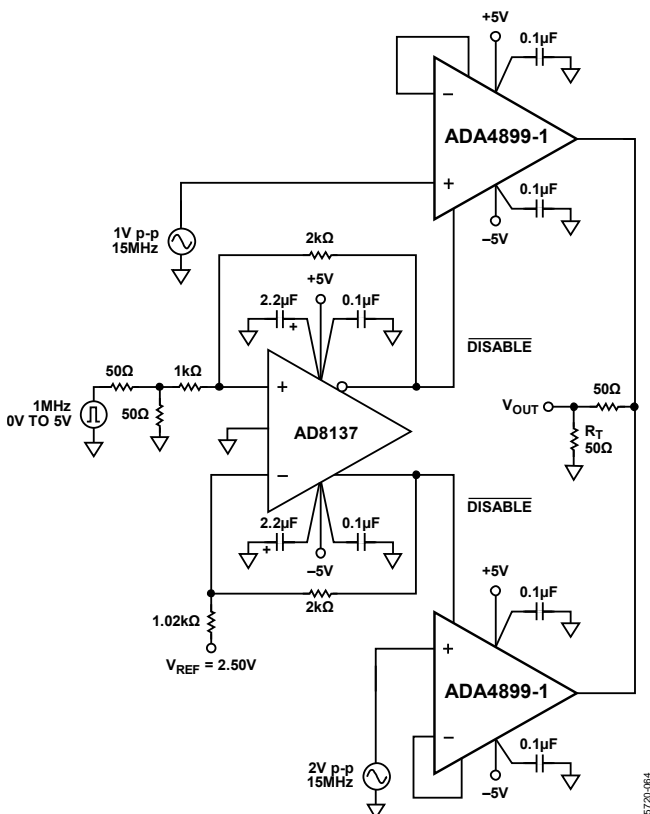 +5V
0.1µF
−
ADA4899-1
+
0.1µF
−5V
1V p-p
15MHz
2kΩ
+5V
2.2µF
+
0.1µF
DISABLE
50Ω
1kΩ
50Ω
1MHz
0V TO 5V
+
AD8137
−
VOUT
50Ω
RT
50Ω
DISABLE
2.2µF
+
0.1µF
−5V
2kΩ
1.02kΩ
VREF = 2.50V
+5V
0.1µF
+
ADA4899-1
−
0.1µF
−5V
2V p-p
15MHz